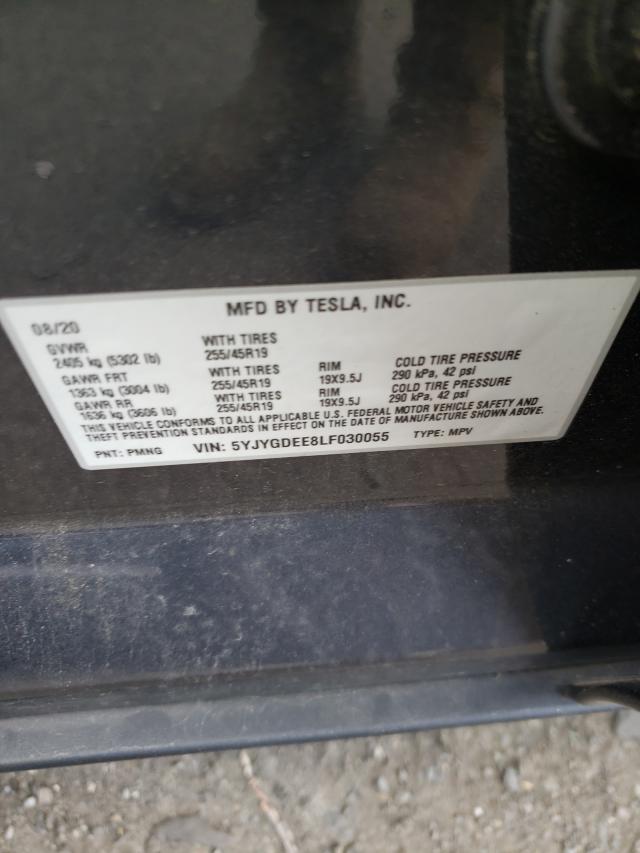 MFD BY TESLA, INC.
08/20
GVWR
2405 kg (5302 lb) WITH TIRES 255/45R19
GAWR FRT
1363 kg (3004 lb) WITH TIRES 255/45R19 RIM 19X9.5J COLD TIRE PRESSURE 290 kPa, 42 psi
GAWR RR
1636 kg (3606 lb) WITH TIRES 255/45R19 RIM 19X9.5J COLD TIRE PRESSURE 290 kPa, 42 psi
THIS VEHICLE CONFORMS TO ALL APPLICABLE U.S. FEDERAL MOTOR VEHICLE SAFETY AND
THEFT PREVENTION STANDARDS IN EFFECT ON THE DATE OF MANUFACTURE SHOWN ABOVE.
PNT: PMNG VIN: 5YJYGDEE8LF030055 TYPE: MPV